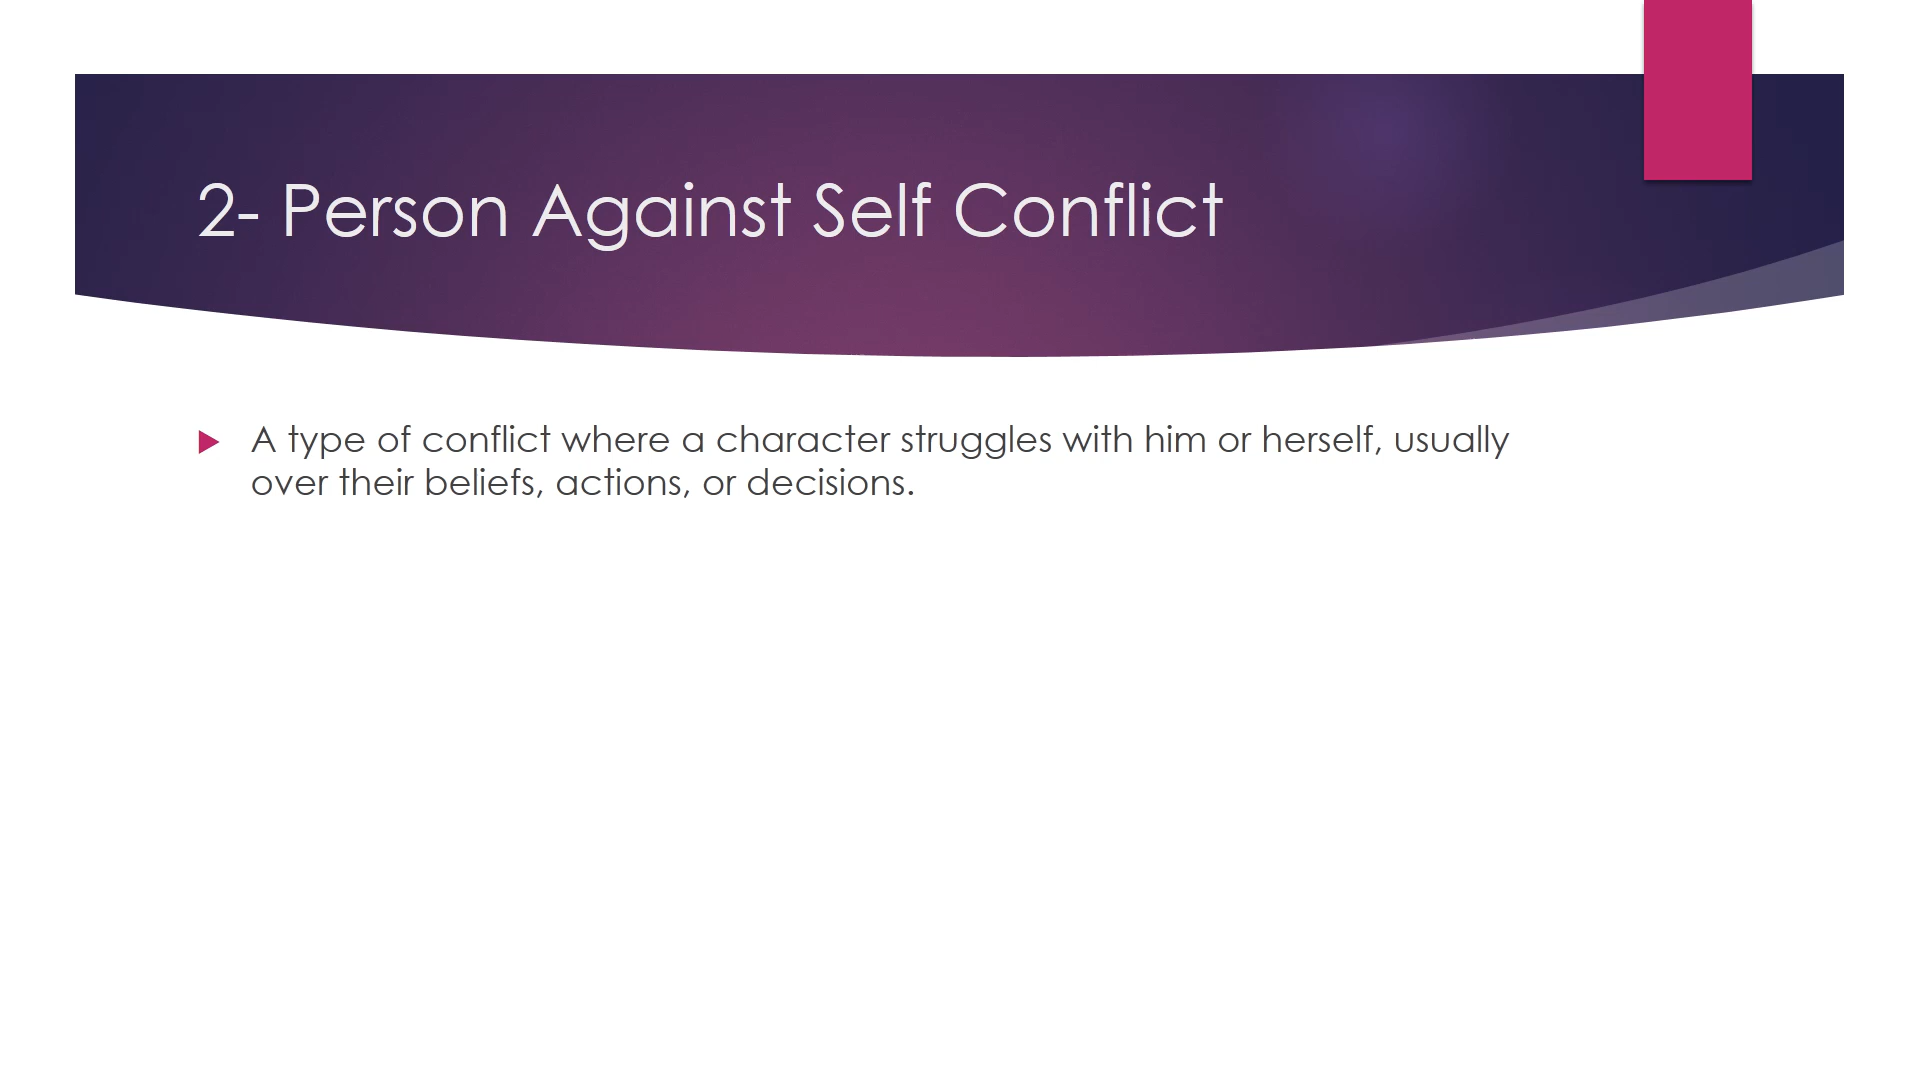 2- Person Against Self Conflict
A type of conflict where a character struggles with him or herself, usually
over their beliefs, actions, or decisions.